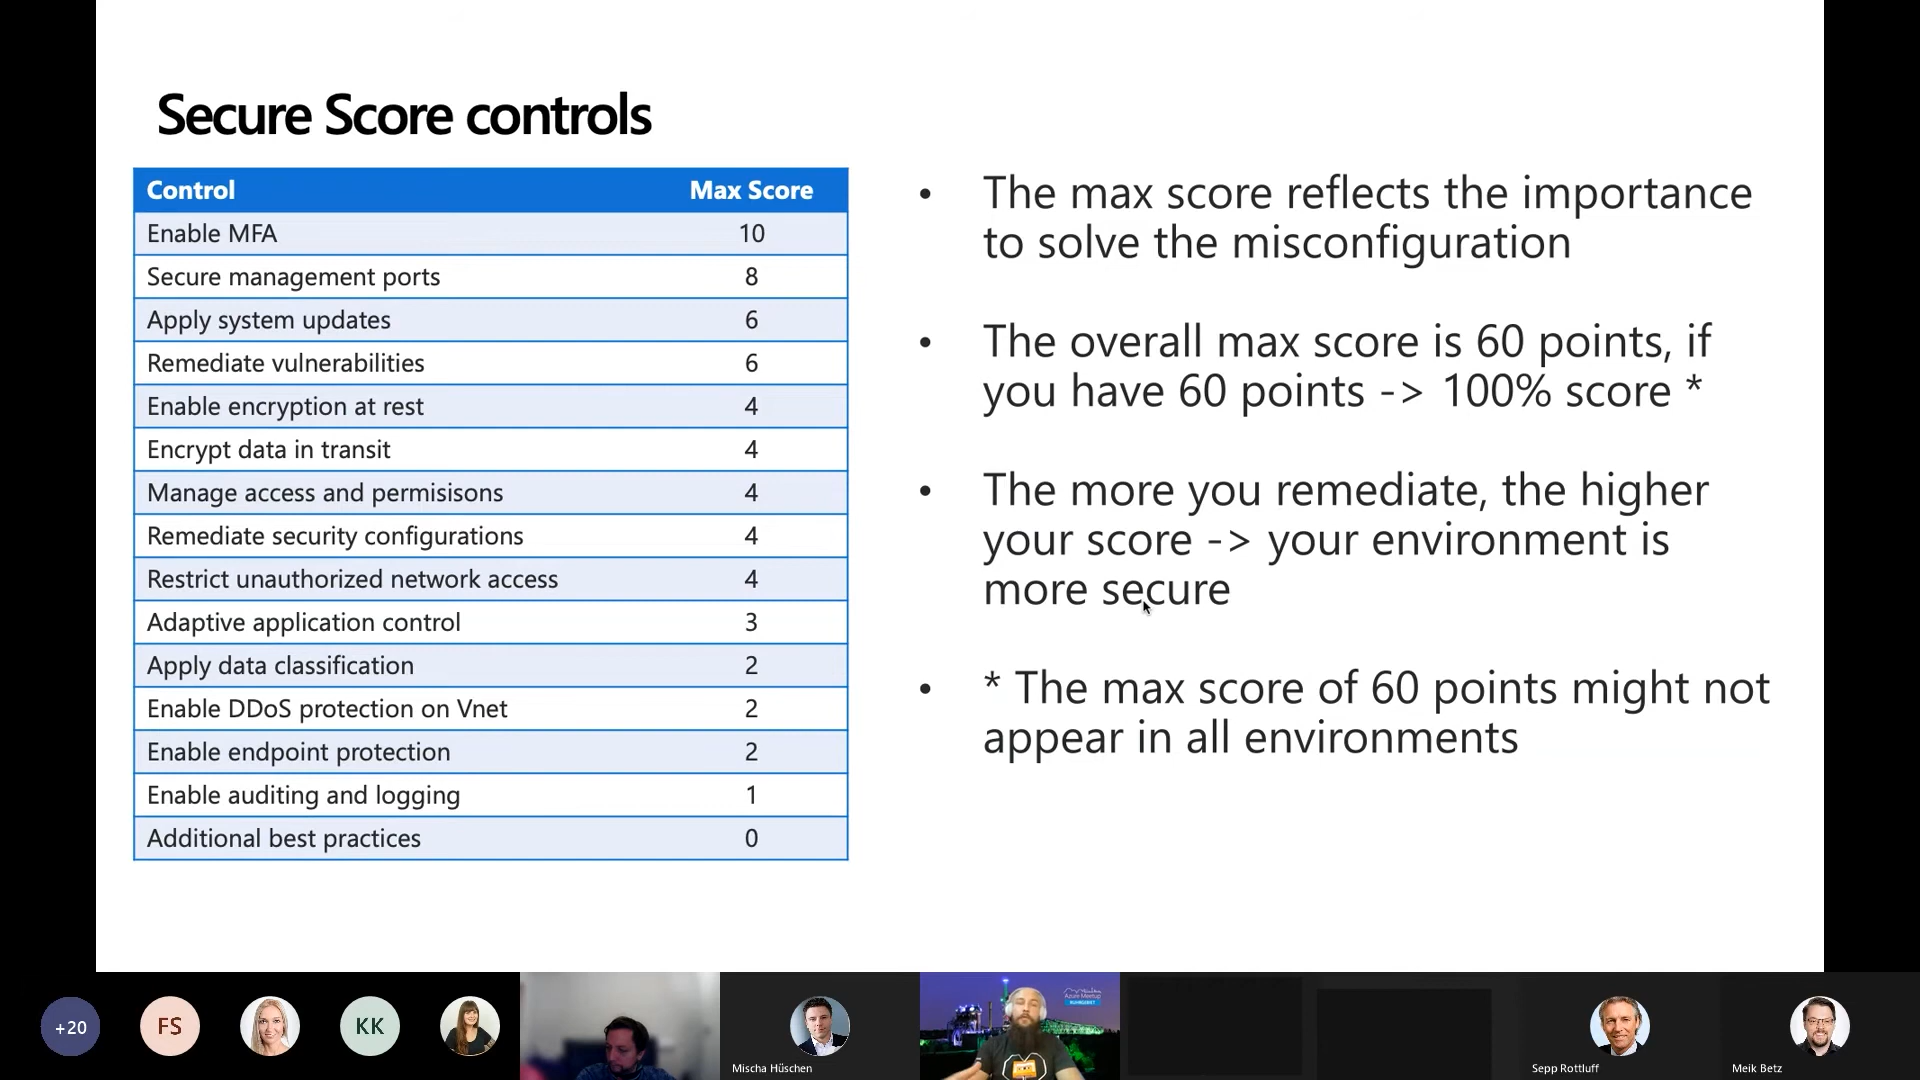 Secure Score controls
Control Max Score
Enable MFA 10
Secure management ports 8
Apply system updates 6
Remediate vulnerabilities 6
Enable encryption at rest 4
Encrypt data in transit 4
Manage access and permisisons 4
Remediate security configurations 4
Restrict unauthorized network access 4
Adaptive application control 3
Apply data classification 2
Enable DDoS protection on Vnet 2
Enable endpoint protection 2
Enable auditing and logging 1
Additional best practices 0
• The max score reflects the importance
to solve the misconfiguration
• The overall max score is 60 points, if
you have 60 points -> 100% score *
• The more you remediate, the higher
your score -> your environment is
more secure
• * The max score of 60 points might not
appear in all environments
+20
FS
KK
Mischa Hüschen
Azure Meetup
Sepp Rottluff
Meik Betz